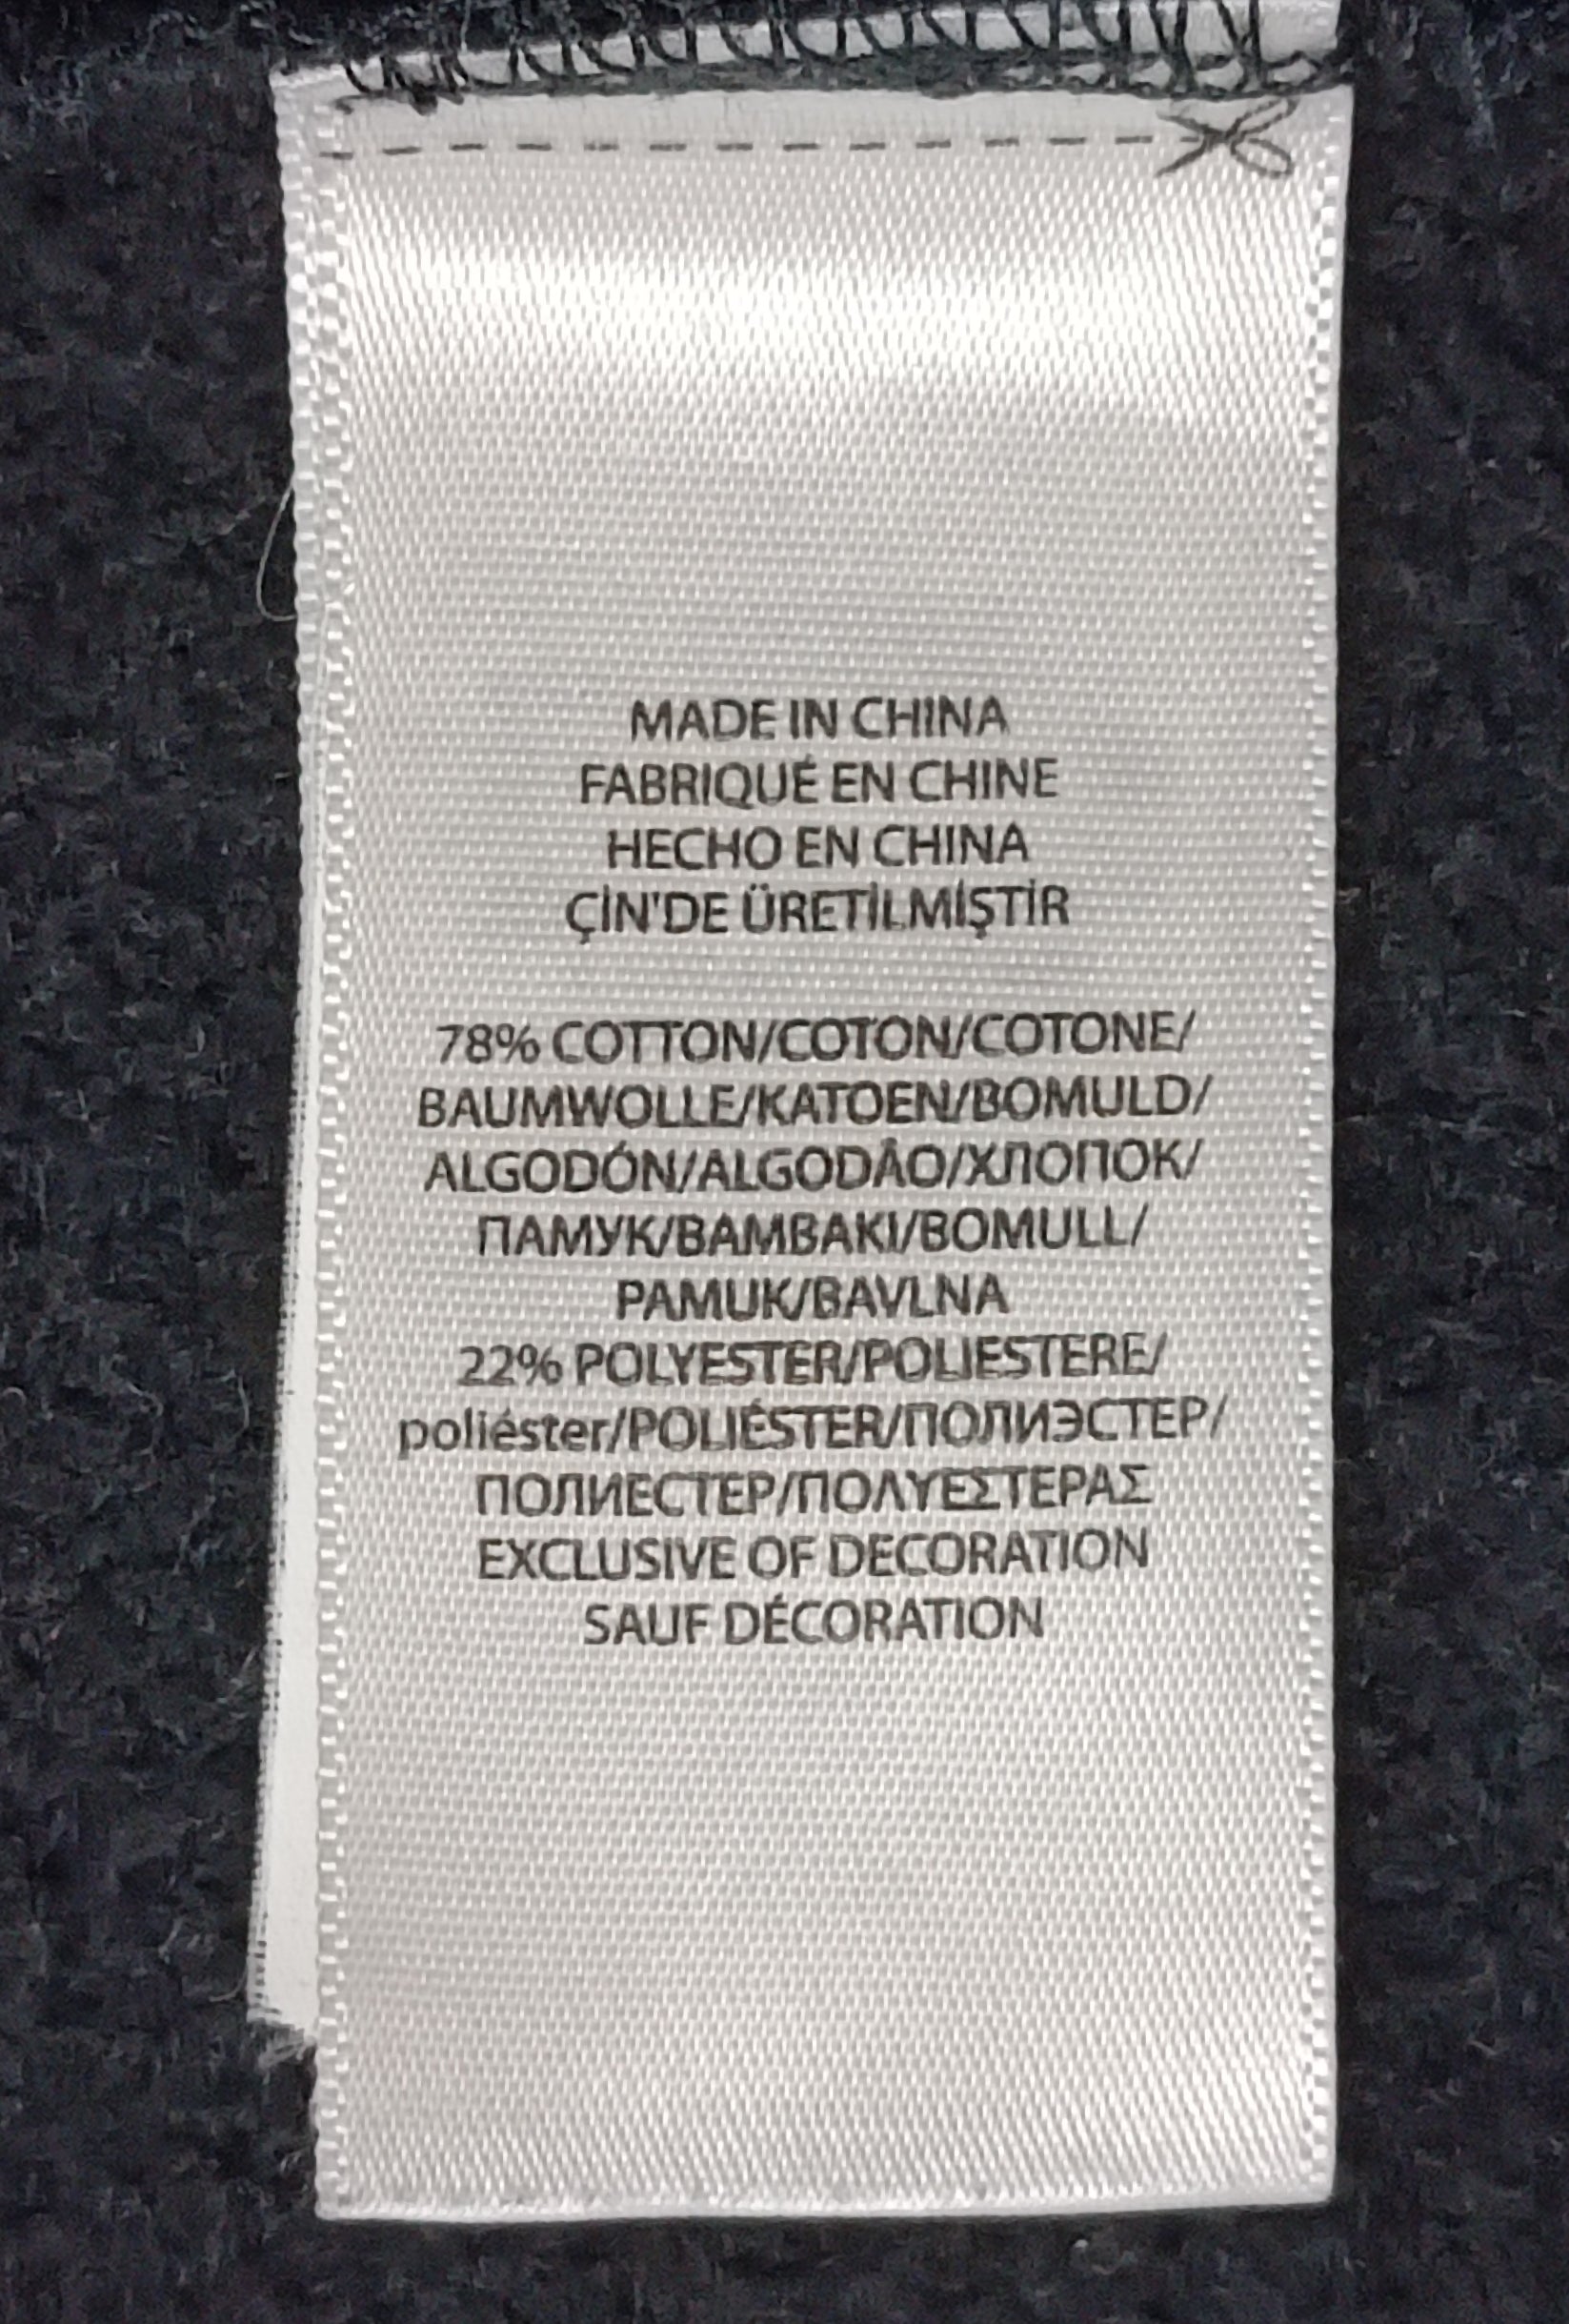 MADE IN CHINA
FABRIQUÉ EN CHINE
HECHO EN CHINA
ÇİN'DE ÜRETİLMİŞTİR
78% COTTON/COTON/COTONE/
BAUMWOLLE/KATOEN/BOMULD/
ALGODÓN/ALGODÃO/ХЛОПОК/
ПАМУК/ΒΑΜΒΑΚΙ/BOMULL/
PAMUK/BAVLNA
22% POLYESTER/POLIESTERE/
poliéster/POLIÉSTER/ПОЛИЭСТЕР/
ПОЛИЕСТЕР/ΠΟΛΥΕΣΤΕΡΑΣ
EXCLUSIVE OF DECORATION
SAUF DÉCORATION